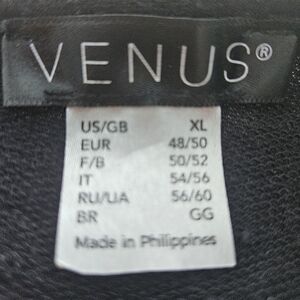 VENUS®
US/GB XL
EUR 48/50
F/B 50/52
IT 54/56
RU/UA 56/60
BR GG
Made in Philippines